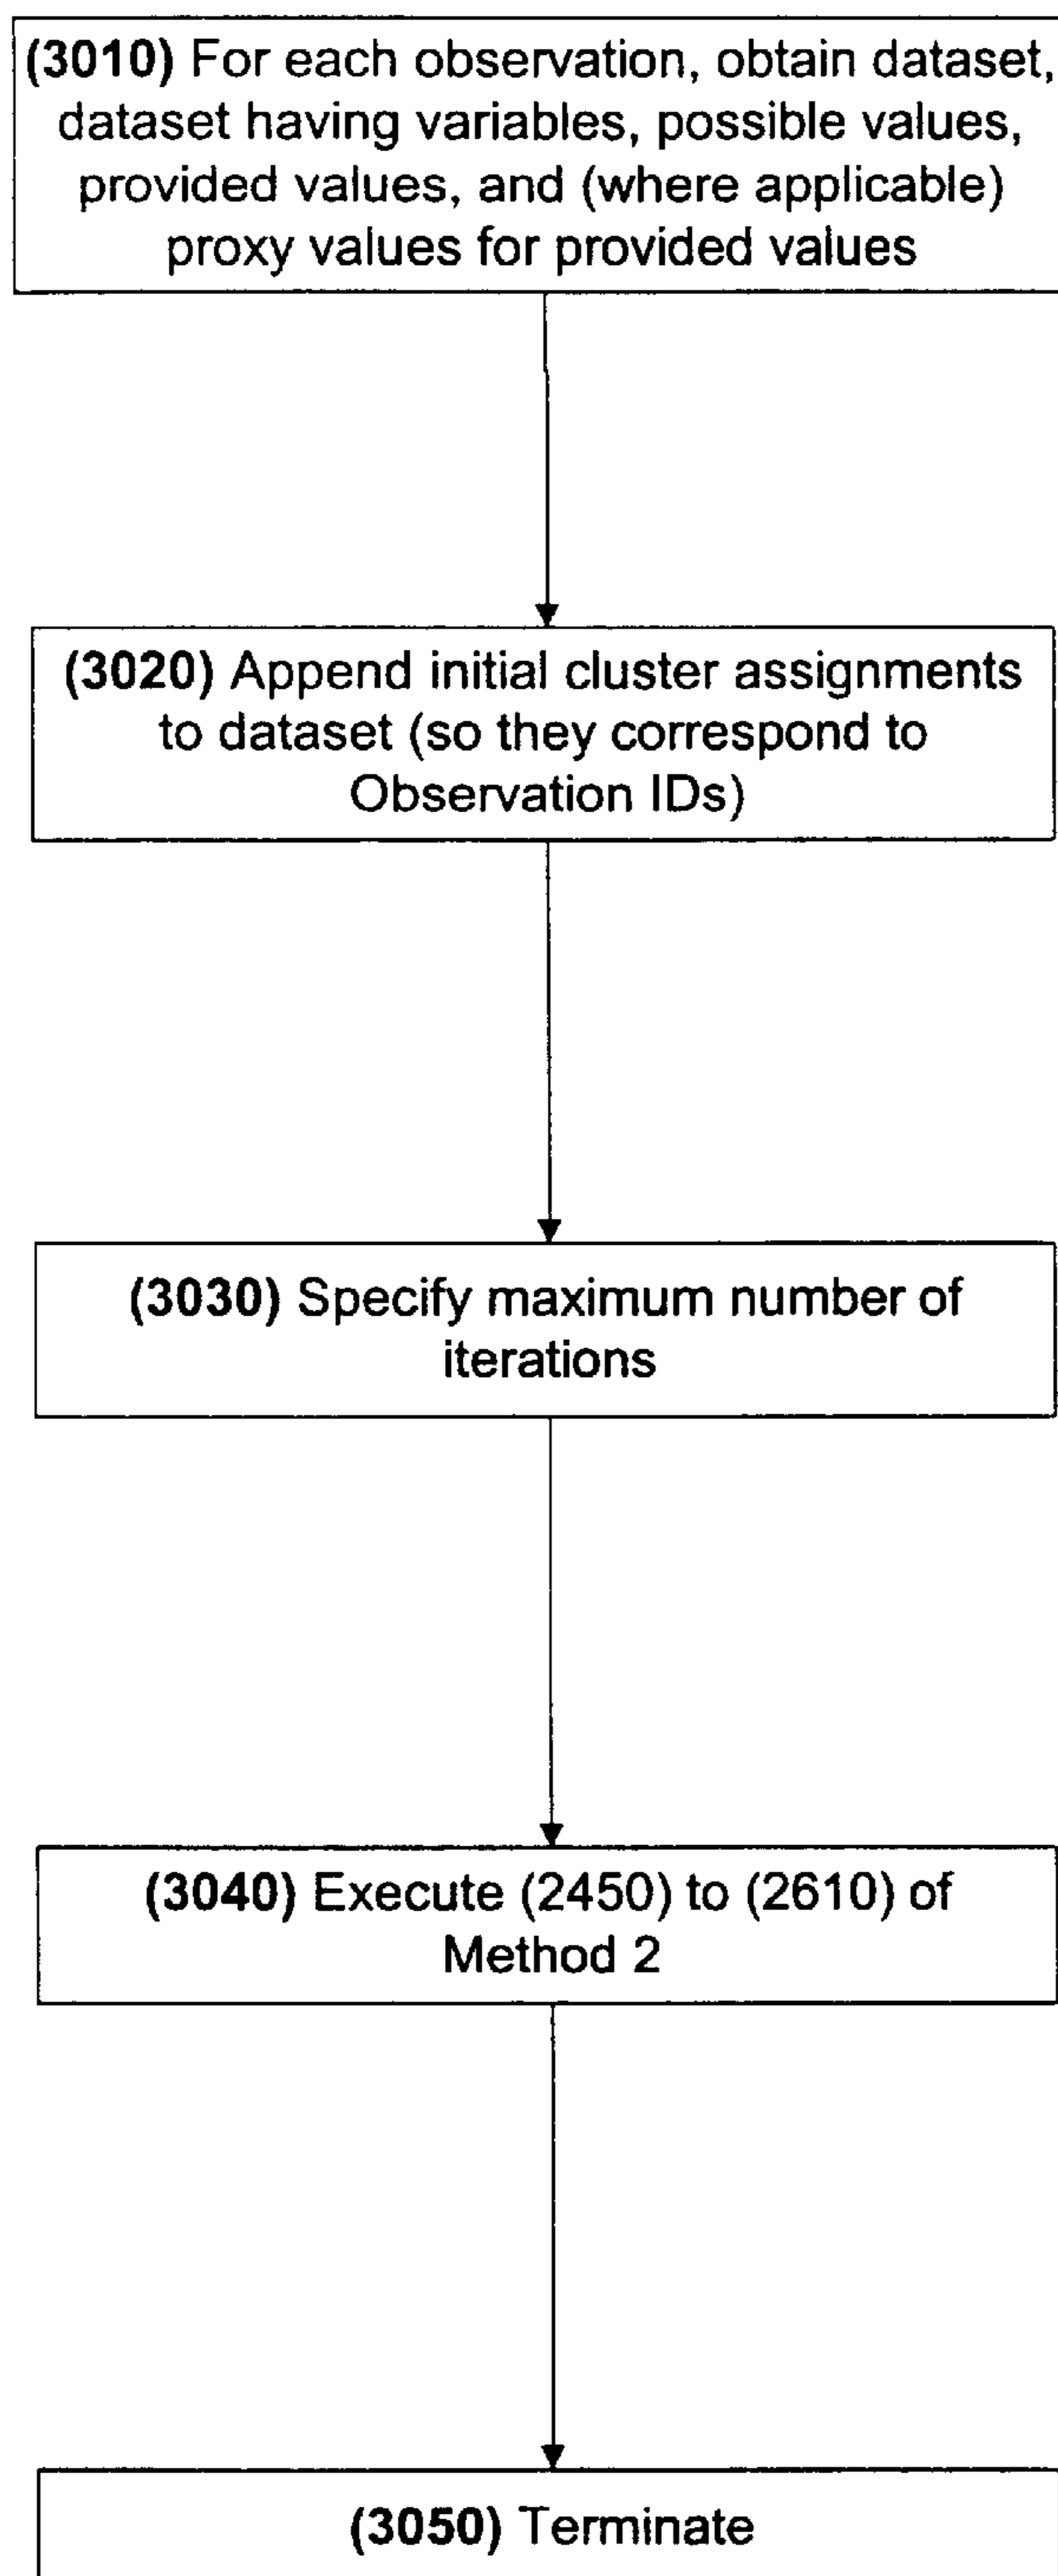 (3010) For each observation, obtain dataset,
dataset having variables, possible values,
provided values, and (where applicable)
proxy values for provided values
(3020) Append initial cluster assignments
to dataset (so they correspond to
Observation IDs)
(3030) Specify maximum number of
iterations
(3040) Execute (2450) to (2610) of
Method 2
(3050) Terminate